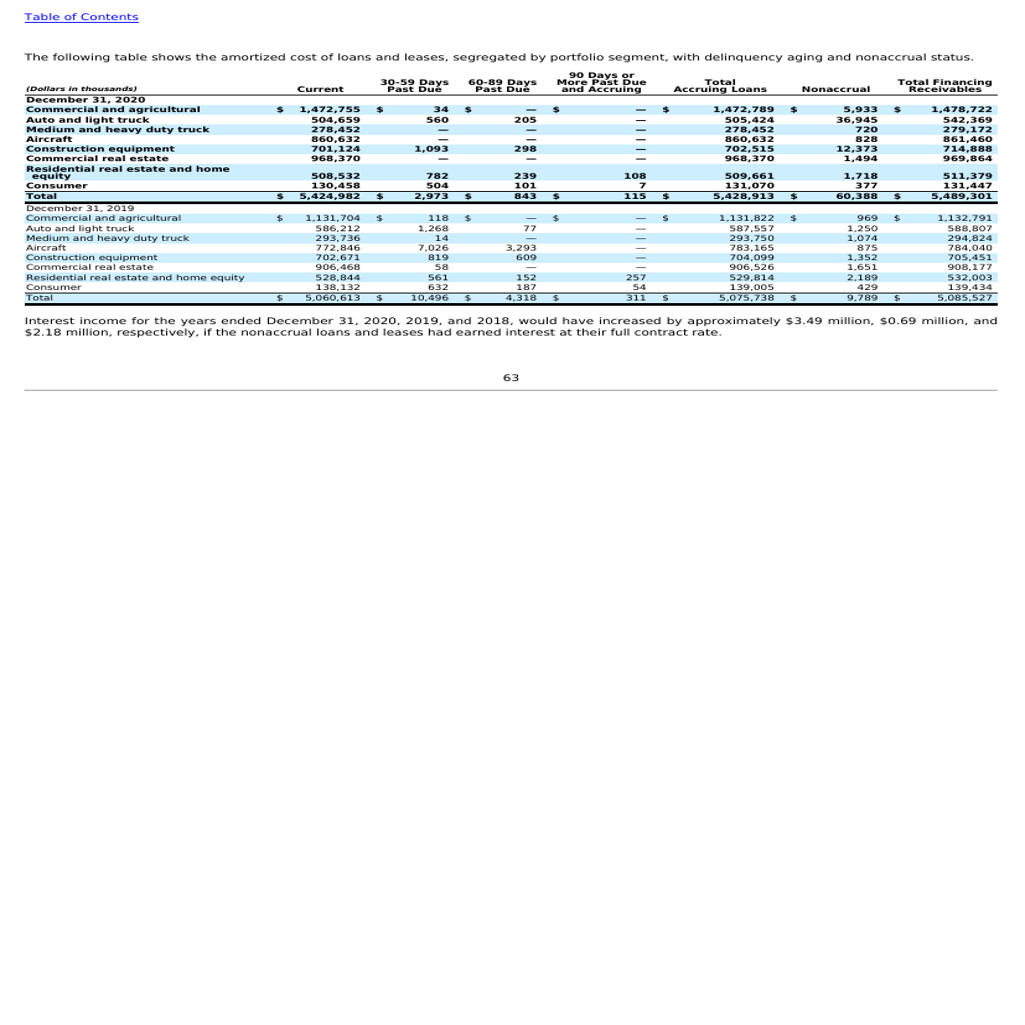 Table of Contents
The following table shows the amortized cost of loans and leases, segregated by portfolio segment, with delinquency aging and nonaccrual status.
(Dollars in thousands) Current 30-59 Days Past Due 60-89 Days Past Due 90 Days or More Past Due and Accruing Total Accruing Loans Nonaccrual Total Financing Receivables
December 31, 2020
Commercial and agricultural $ 1,472,755 $ 34 $ — $ — $ 1,472,789 $ 5,933 $ 1,478,722
Auto and light truck 504,659 560 205 — 505,424 36,945 542,369
Medium and heavy duty truck 278,452 — — — 278,452 720 279,172
Aircraft 860,632 — — — 860,632 828 861,460
Construction equipment 701,124 1,093 298 — 702,515 12,373 714,888
Commercial real estate 968,370 — — — 968,370 1,494 969,864
Residential real estate and home
equity 508,532 782 239 108 509,661 1,718 511,379
Consumer 130,458 504 101 7 131,070 377 131,447
Total $ 5,424,982 $ 2,973 $ 843 $ 115 $ 5,428,913 $ 60,388 $ 5,489,301
December 31, 2019
Commercial and agricultural $ 1,131,704 $ 118 $ — $ — $ 1,131,822 $ 969 $ 1,132,791
Auto and light truck 586,212 1,268 77 — 587,557 1,250 588,807
Medium and heavy duty truck 293,736 14 — — 293,750 1,074 294,824
Aircraft 772,846 7,026 3,293 — 783,165 875 784,040
Construction equipment 702,671 819 609 — 704,099 1,352 705,451
Commercial real estate 906,468 58 — — 906,526 1,651 908,177
Residential real estate and home equity 528,844 561 152 257 529,814 2,189 532,003
Consumer 138,132 632 187 54 139,005 429 139,434
Total $ 5,060,613 $ 10,496 $ 4,318 $ 311 $ 5,075,738 $ 9,789 $ 5,085,527
Interest income for the years ended December 31, 2020, 2019, and 2018, would have increased by approximately $3.49 million, $0.69 million, and
$2.18 million, respectively, if the nonaccrual loans and leases had earned interest at their full contract rate.
63